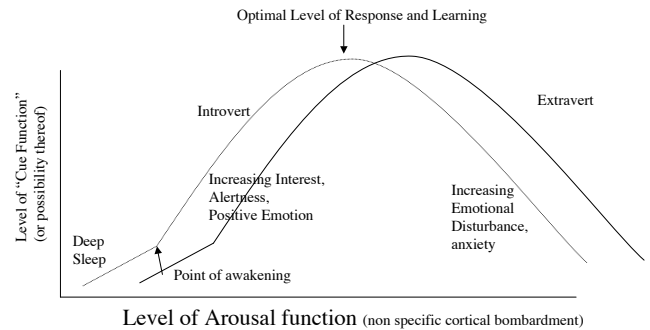 Optimal Level of Response and Learning
Level of “Cue Function”
(or possibility thereof)
Introvert
Extravert
Increasing Interest,
Alertness,
Positive Emotion
Increasing
Emotional
Disturbance,
anxiety
Deep
Sleep
Point of awakening
Level of Arousal function (non specific cortical bombardment)